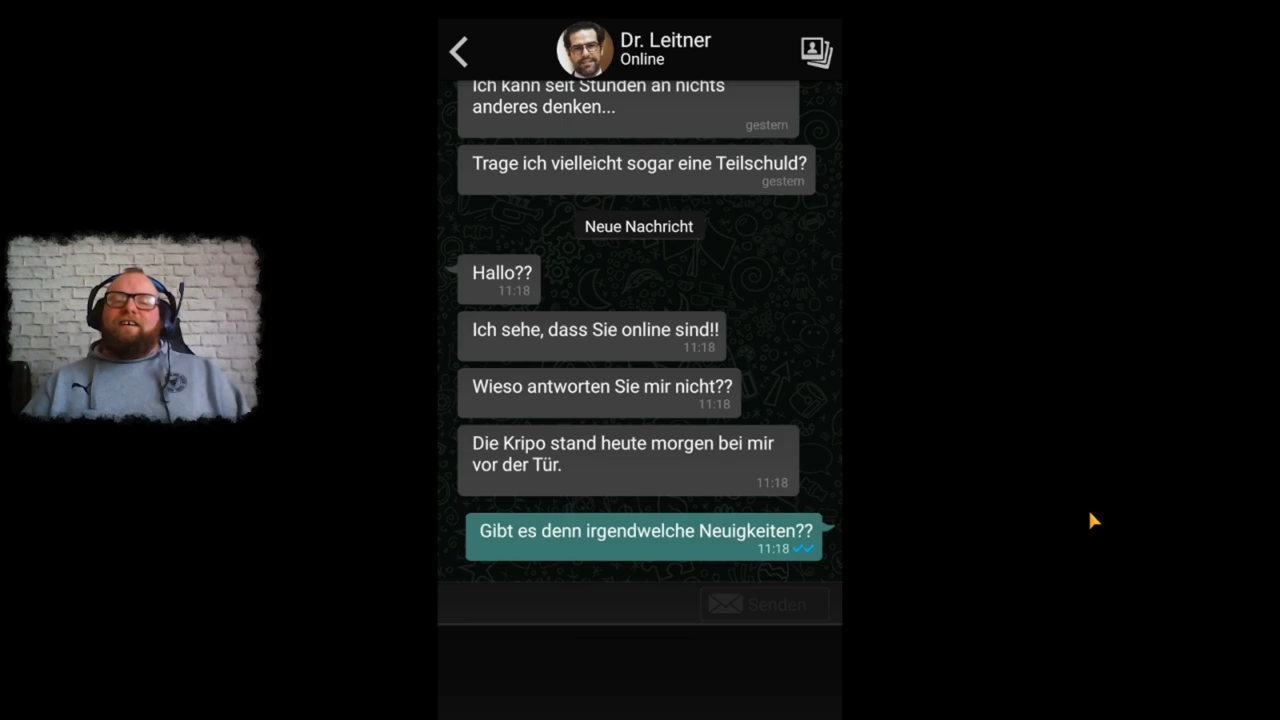 Dr. Leitner
Online
Ich kann seit Stunden an nichts
anderes denken...
gestern
Trage ich vielleicht sogar eine Teilschuld?
gestern
Neue Nachricht
Hallo??
11:18
Ich sehe, dass Sie online sind!!
11:18
Wieso antworten Sie mir nicht??
11:18
Die Kripo stand heute morgen bei mir
vor der Tür.
11:18
Gibt es denn irgendwelche Neuigkeiten??
11:18
Senden